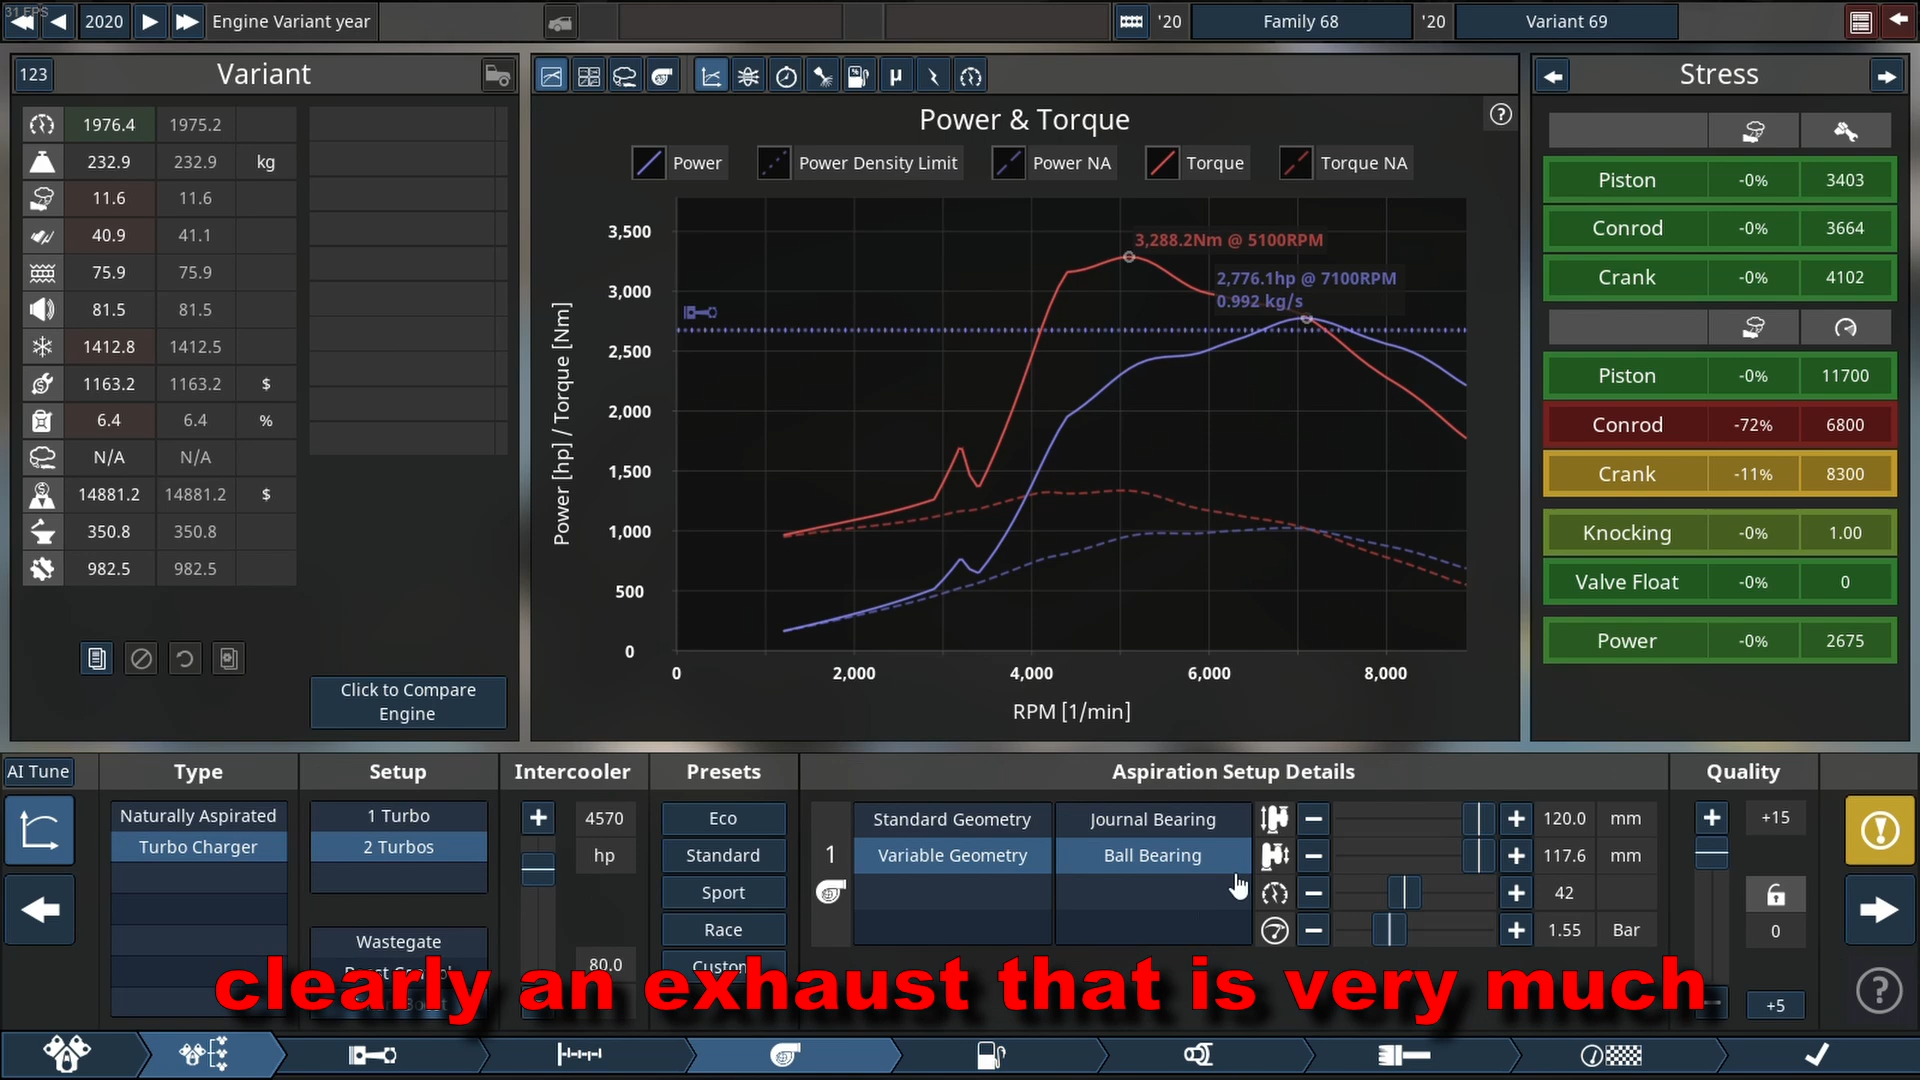 31 FPS
2020
Engine Variant year
'20
Family 68
'20
Variant 69
123
Variant
1976.4 1975.2
232.9 232.9 kg
11.6 11.6
40.9 41.1
75.9 75.9
81.5 81.5
1412.8 1412.5
1163.2 1163.2 $
6.4 6.4 %
N/A N/A
14881.2 14881.2 $
350.8 350.8
982.5 982.5
Click to Compare
Engine
µ
Power & Torque
?
Power
Power Density Limit
Power NA
Torque
Torque NA
3,288.2Nm @ 5100RPM
2,776.1hp @ 7100RPM
0.992 kg/s
Power [hp] / Torque [Nm]
3,500
3,000
2,500
2,000
1,500
1,000
500
0
0 2,000 4,000 6,000 8,000
RPM [1/min]
Stress
Piston -0% 3403
Conrod -0% 3664
Crank -0% 4102
Piston -0% 11700
Conrod -72% 6800
Crank -11% 8300
Knocking -0% 1.00
Valve Float -0% 0
Power -0% 2675
AI Tune
Type
Naturally Aspirated
Turbo Charger
Setup
1 Turbo
2 Turbos
Wastegate
Intercooler
4570
hp
80.0
Presets
Eco
Standard
Sport
Race
Custom
Aspiration Setup Details
1
Standard Geometry
Variable Geometry
Journal Bearing
Ball Bearing
120.0 mm
117.6 mm
42
1.55 Bar
Quality
+15
0
+5
?
clearly an exhaust that is very much